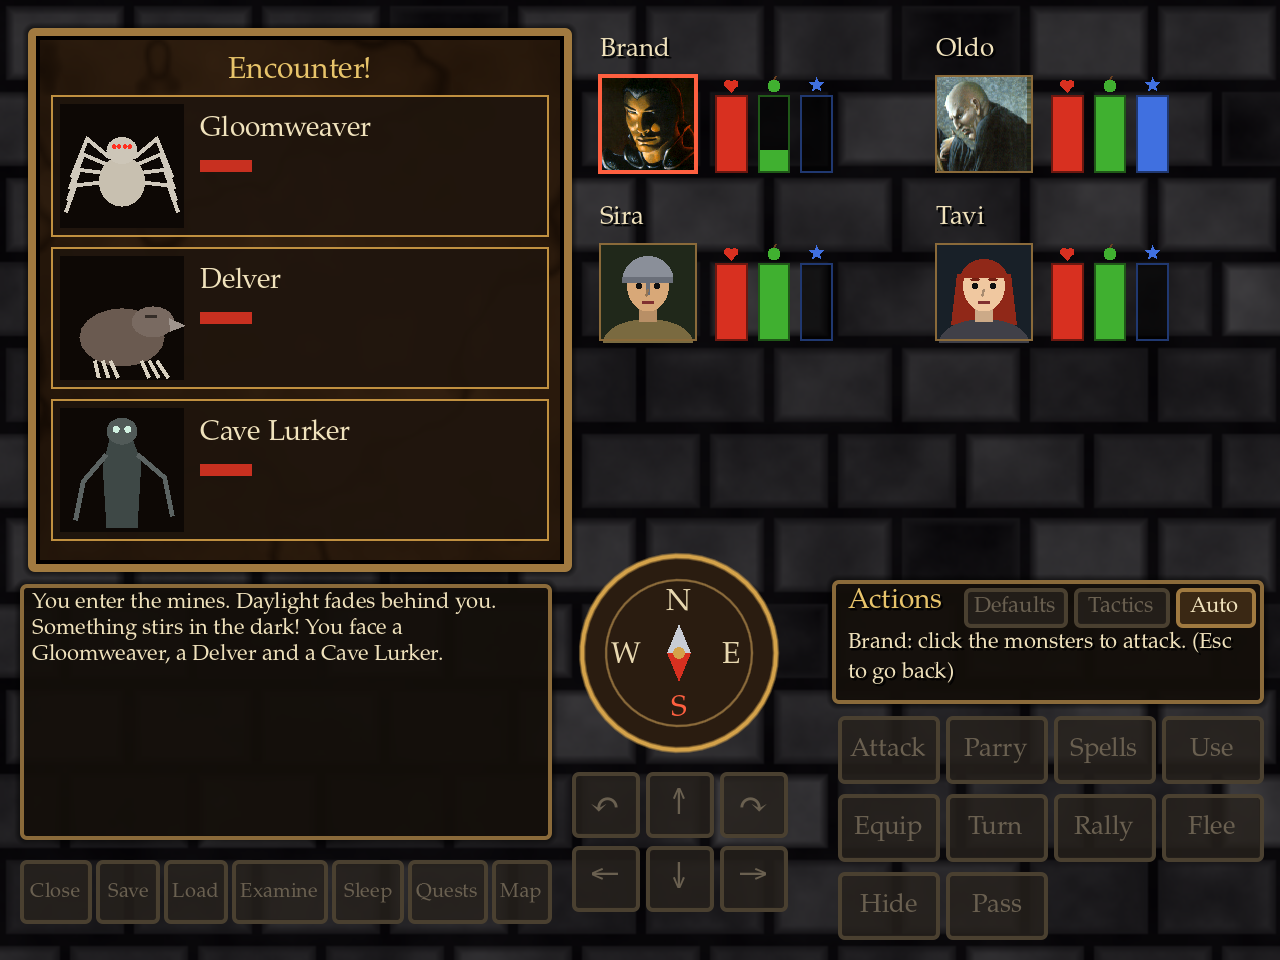 Encounter!
Gloomweaver
Delver
Cave Lurker
Brand
Oldo
Sira
Tavi
You enter the mines. Daylight fades behind you.
Something stirs in the dark! You face a
Gloomweaver, a Delver and a Cave Lurker.
N
W E
S
Actions Defaults Tactics Auto
Brand: click the monsters to attack. (Esc
to go back)
Attack Parry Spells Use
Equip Turn Rally Flee
Hide Pass
Close Save Load Examine Sleep Quests Map